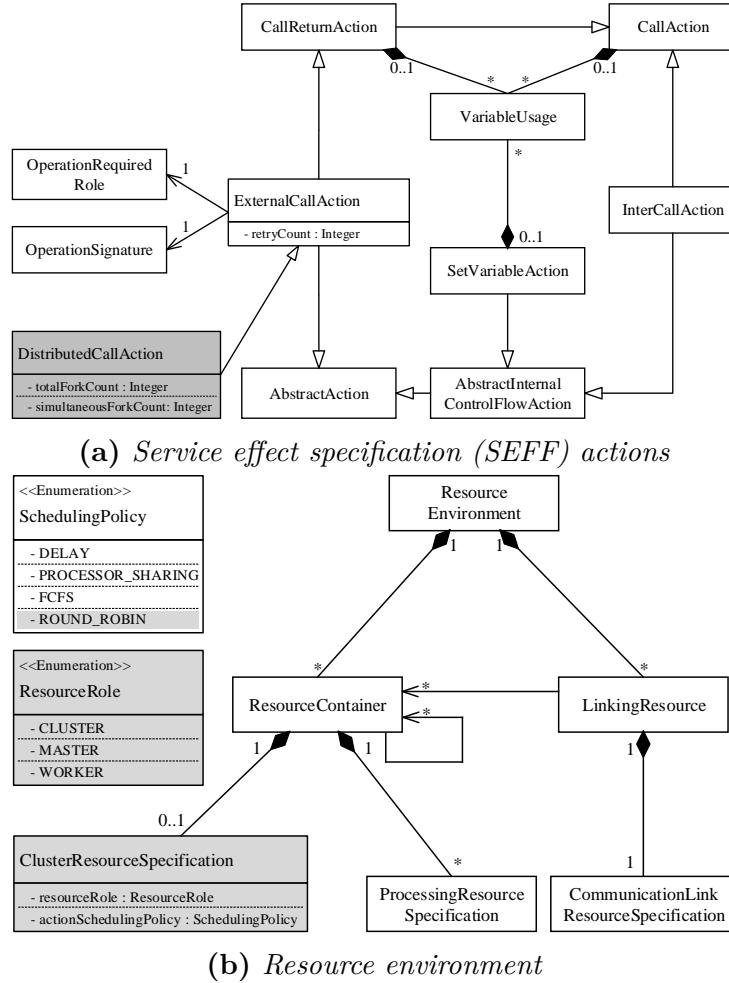 CallReturnAction
CallAction
0..1
*
*
0..1
VariableUsage
*
OperationRequired
Role
1
ExternalCallAction
- retryCount : Integer
InterCallAction
1
OperationSignature
0..1
SetVariableAction
DistributedCallAction
- totalForkCount : Integer
- simultaneousForkCount: Integer
AbstractAction
AbstractInternal
ControlFlowAction
(a) Service effect specification (SEFF) actions
<<Enumeration>>
SchedulingPolicy
- DELAY
- PROCESSOR_SHARING
- FCFS
- ROUND_ROBIN
Resource
Environment
1
1
*
*
<<Enumeration>>
ResourceRole
- CLUSTER
- MASTER
- WORKER
ResourceContainer
*
*
LinkingResource
1
1
1
0..1
ClusterResourceSpecification
- resourceRole : ResourceRole
- actionSchedulingPolicy : SchedulingPolicy
*
1
ProcessingResource
Specification
CommunicationLink
ResourceSpecification
(b) Resource environment